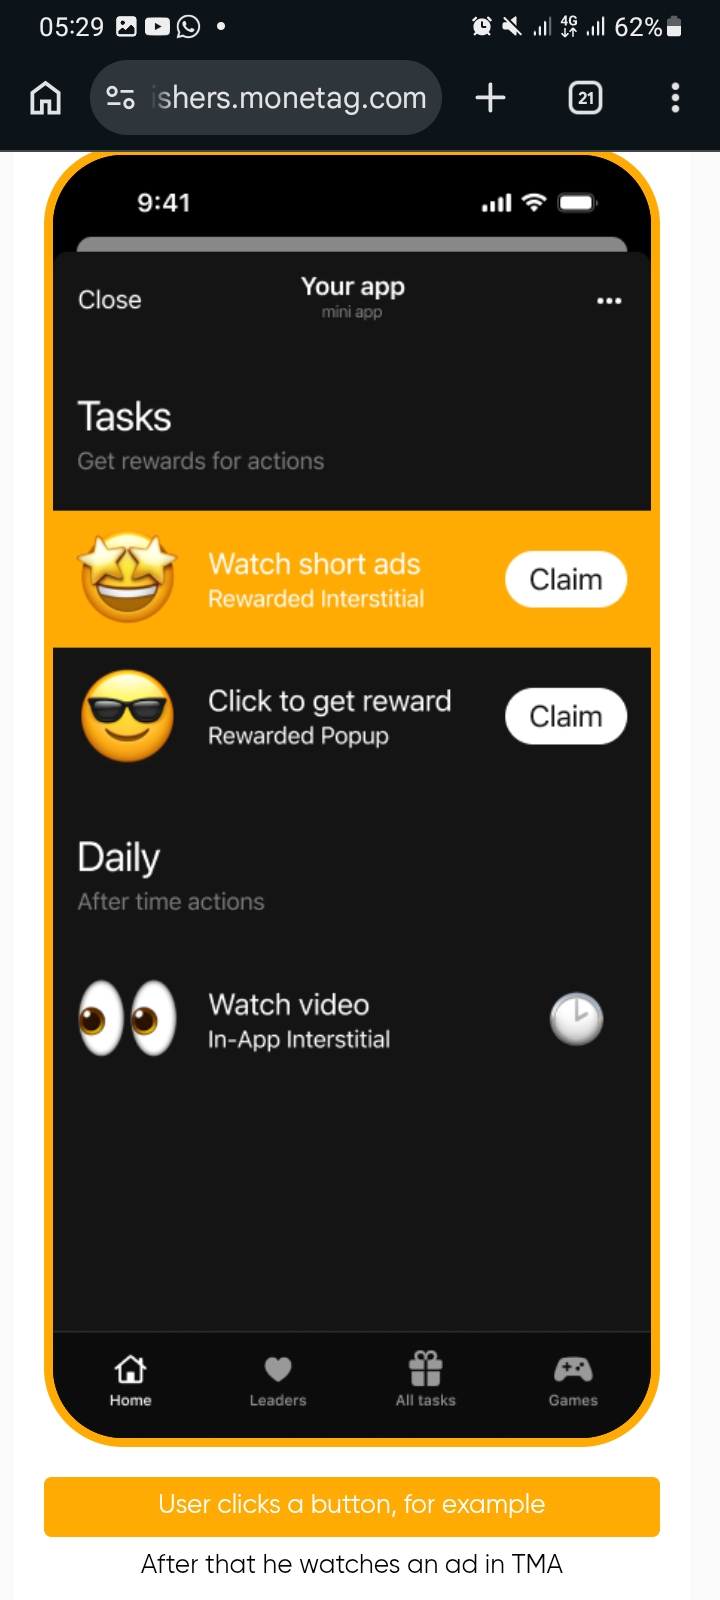 05:29
4G
62%
ishers.monetag.com
21
9:41
Close
Your app
mini app
Tasks
Get rewards for actions
Watch short ads
Rewarded Interstitial
Claim
Click to get reward
Rewarded Popup
Claim
Daily
After time actions
Watch video
In-App Interstitial
Home
Leaders
All tasks
Games
User clicks a button, for example
After that he watches an ad in TMA